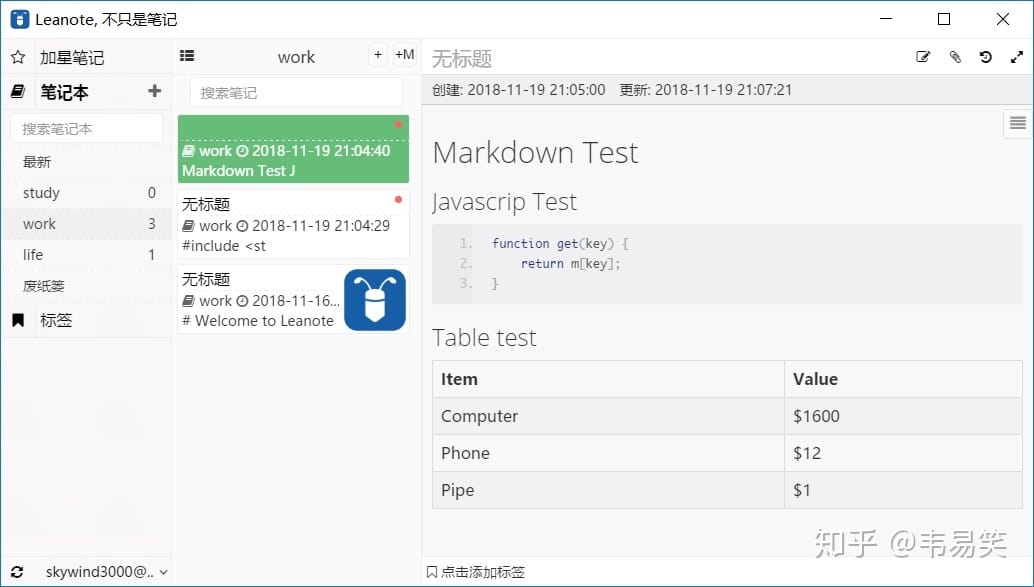 Leanote, 不只是笔记
加星笔记
笔记本 +
搜索笔记本
最新
study 0
work 3
life 1
废纸篓
标签
skywind3000@..
work + +M
搜索笔记
work 2018-11-19 21:04:40
Markdown Test J
无标题
work 2018-11-19 21:04:29
#include <st
无标题
work 2018-11-16...
# Welcome to Leanote
无标题
创建: 2018-11-19 21:05:00 更新: 2018-11-19 21:07:21
Markdown Test
Javascrip Test
1. function get(key) {
2. return m[key];
3. }
Table test
Item Value
Computer $1600
Phone $12
Pipe $1
点击添加标签
知乎 @韦易笑